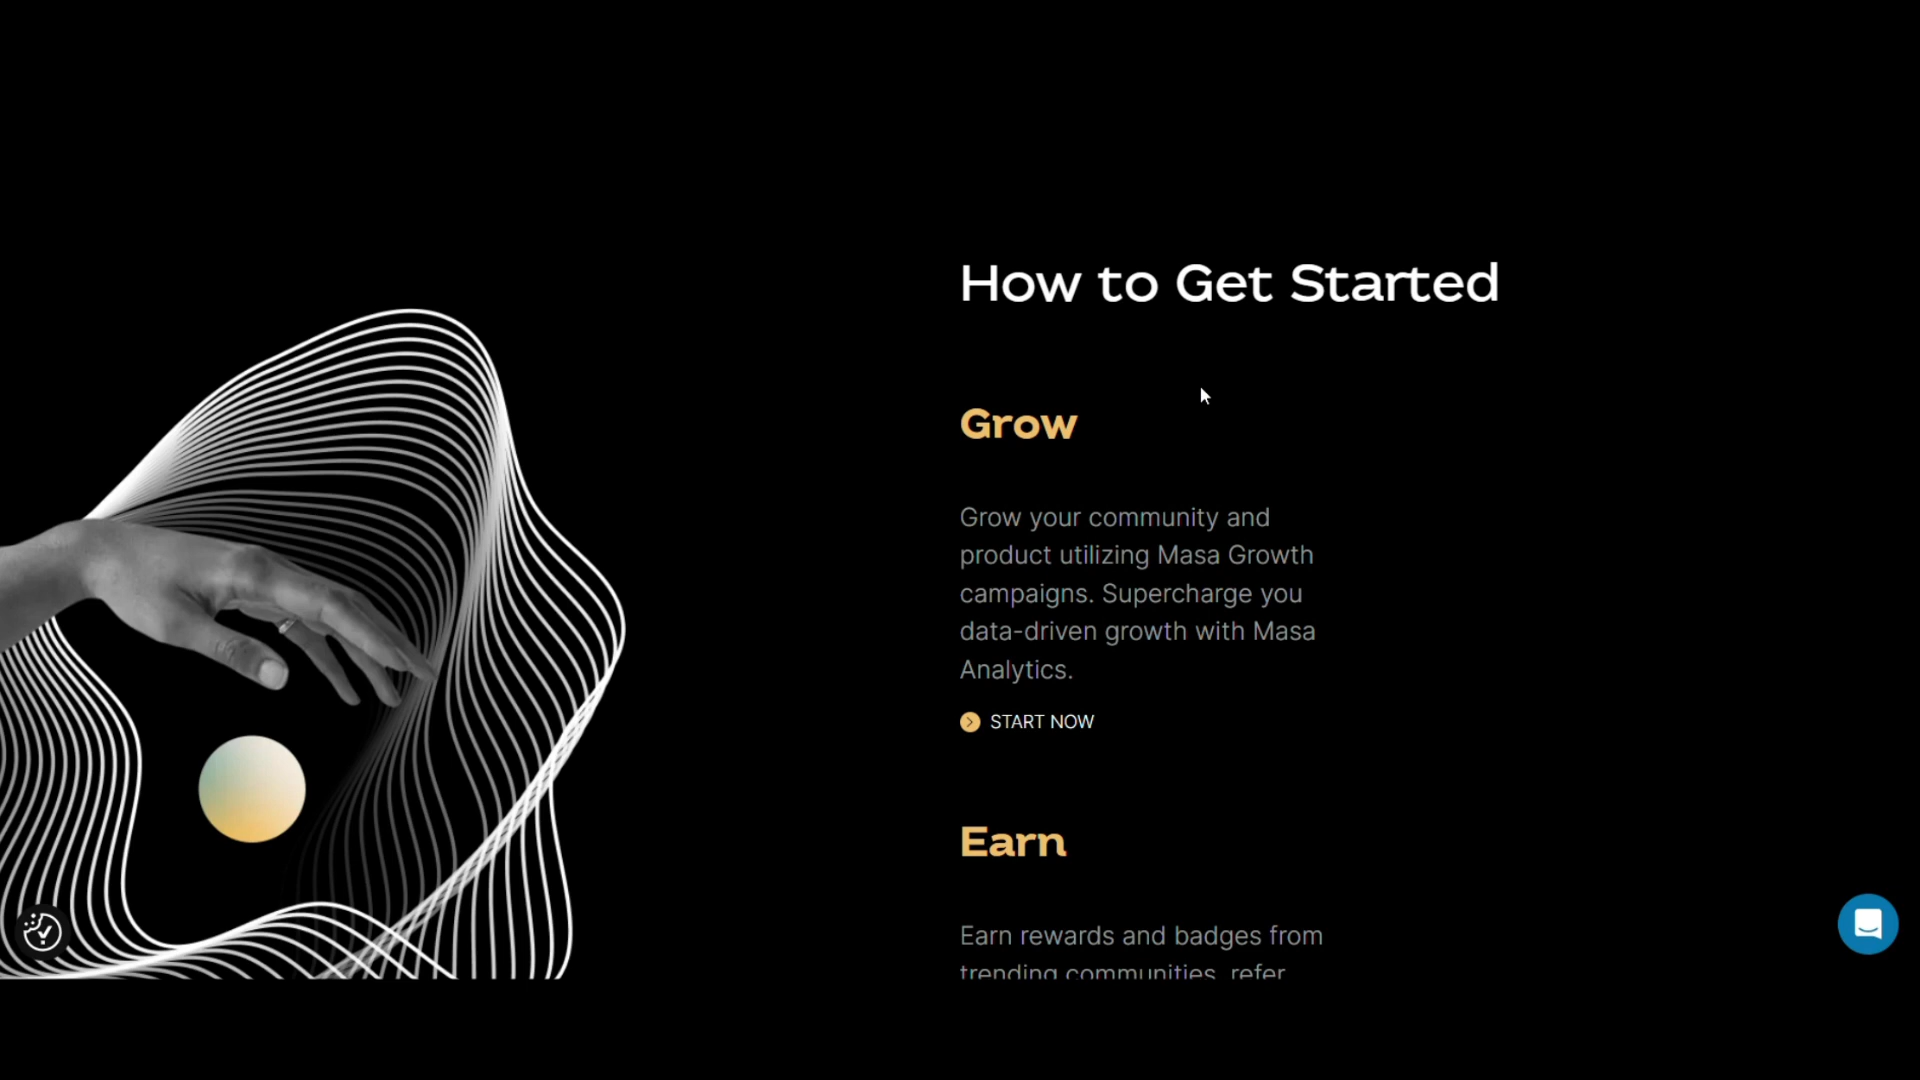 How to Get Started
Grow
Grow your community and
product utilizing Masa Growth
campaigns. Supercharge you
data-driven growth with Masa
Analytics.
START NOW
Earn
Earn rewards and badges from
trending communities, refer